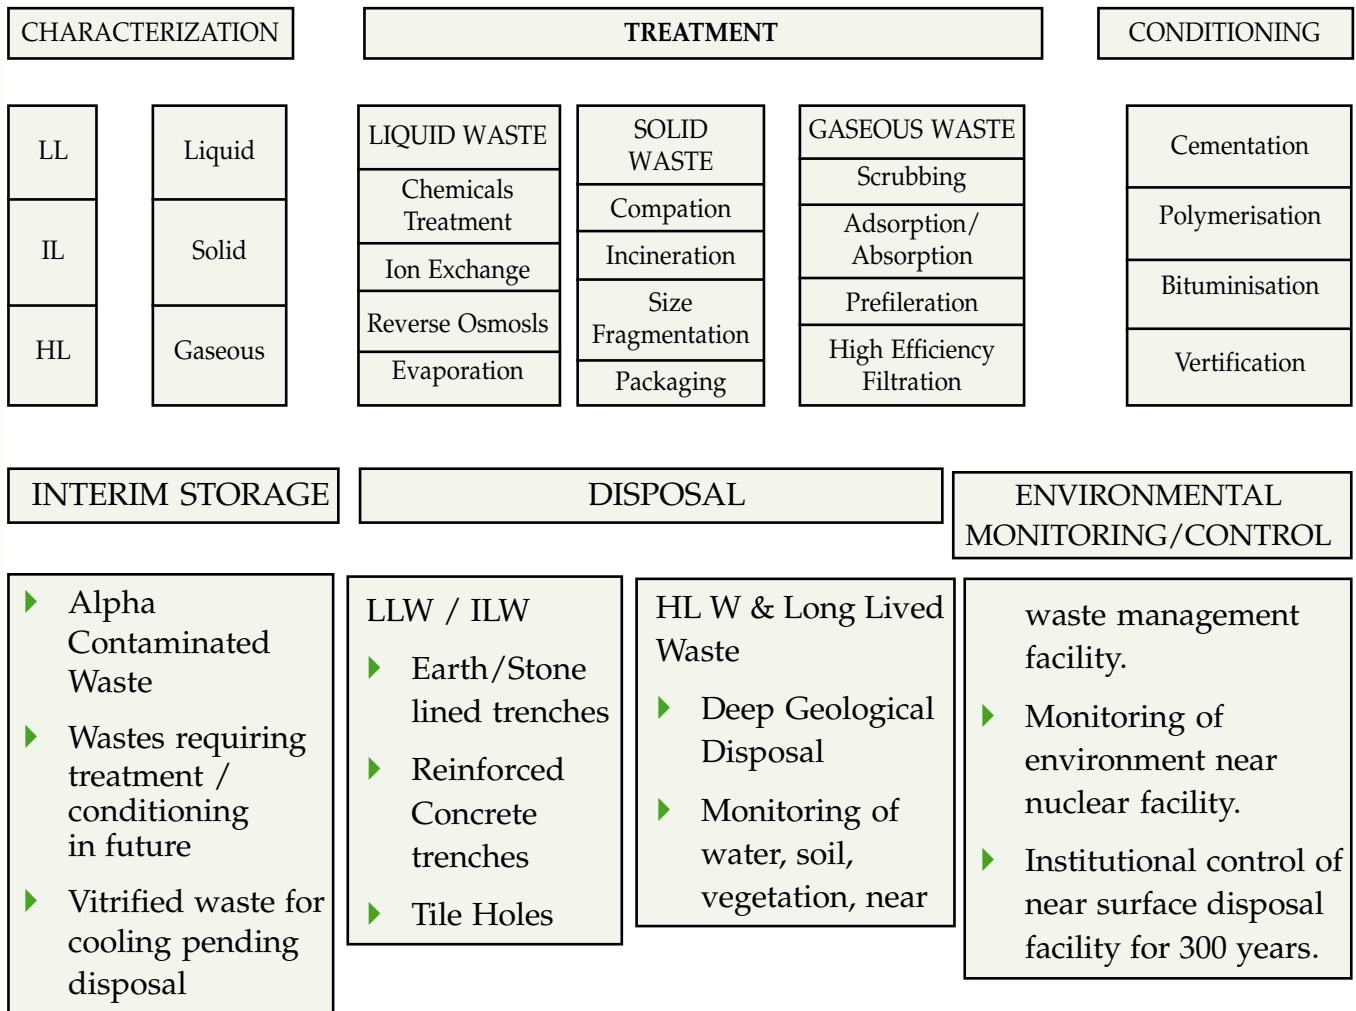 CHARACTERIZATION
TREATMENT
CONDITIONING
LL
IL
HL
Liquid
Solid
Gaseous
LIQUID WASTE
Chemicals
Treatment
Ion Exchange
Reverse Osmosls
Evaporation
SOLID
WASTE
Compation
Incineration
Size
Fragmentation
Packaging
GASEOUS WASTE
Scrubbing
Adsorption/
Absorption
Prefileration
High Efficiency
Filtration
Cementation
Polymerisation
Bituminisation
Vertification
INTERIM STORAGE
DISPOSAL
ENVIRONMENTAL
MONITORING/CONTROL
Alpha
Contaminated
Waste
Wastes requiring
treatment /
conditioning
in future
Vitrified waste for
cooling pending
disposal
LLW / ILW
Earth/Stone
lined trenches
Reinforced
Concrete
trenches
Tile Holes
HL W & Long Lived
Waste
Deep Geological
Disposal
Monitoring of
water, soil,
vegetation, near
waste management
facility.
Monitoring of
environment near
nuclear facility.
Institutional control of
near surface disposal
facility for 300 years.